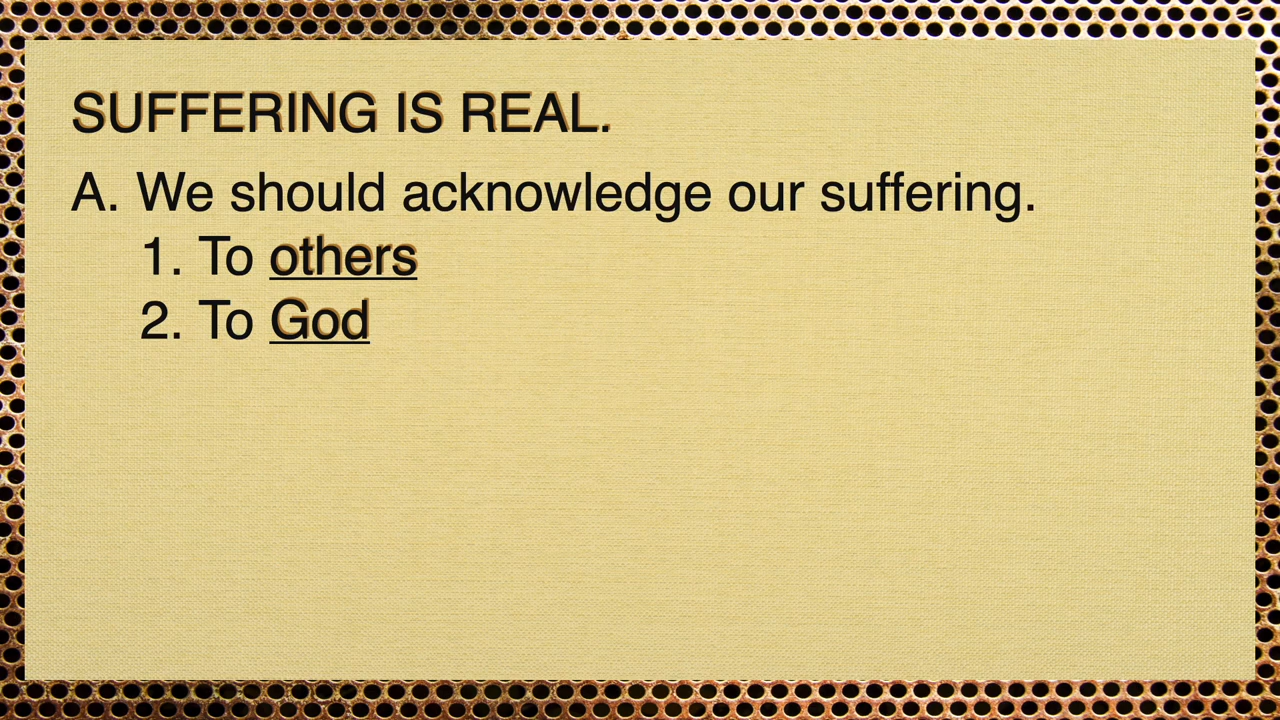 SUFFERING IS REAL.
A. We should acknowledge our suffering.
1. To others
2. To God